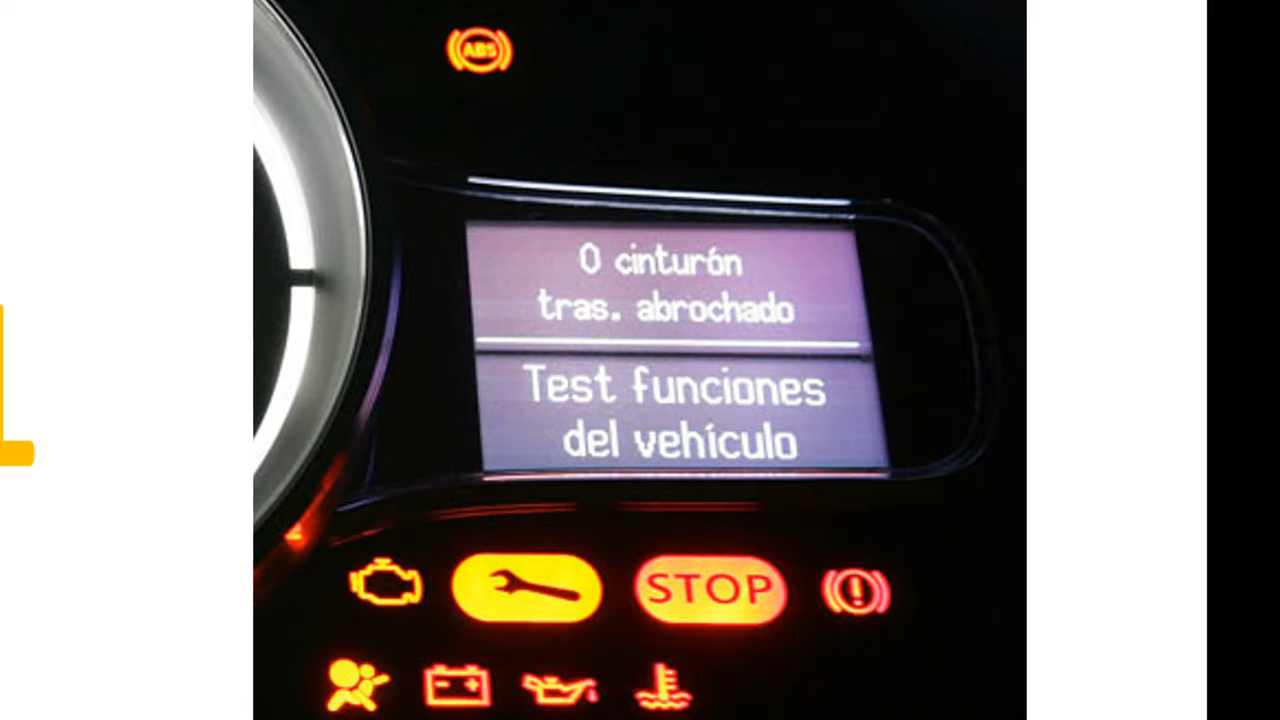 ABS
0 cinturón
tras. abrochado
Test funciones
del vehículo
STOP